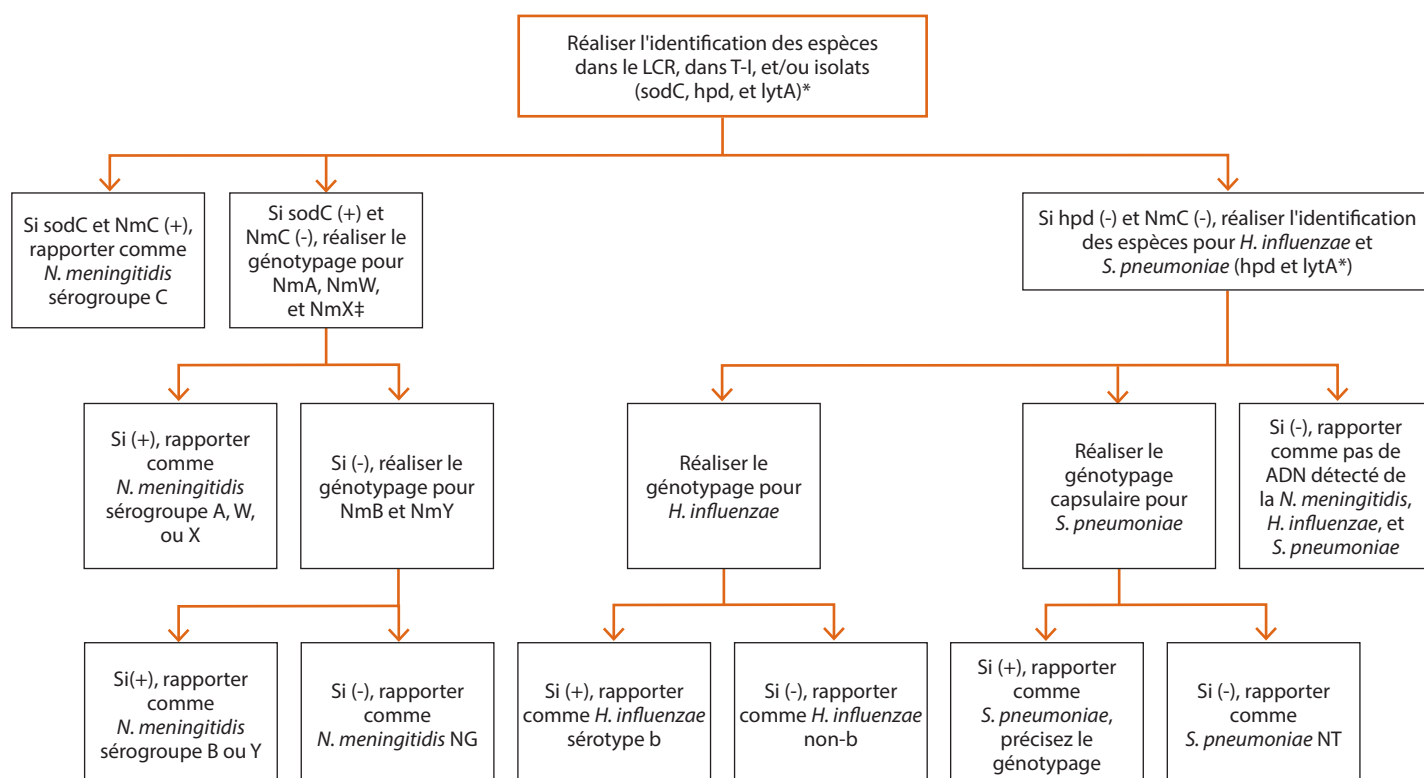 Réaliser l'identification des espèces
dans le LCR, dans T-I, et/ou isolats
(sodC, hpd, et lytA)*
Si sodC et NmC (+),
rapporter comme
N. meningitidis
sérogroupe C
Si sodC (+) et
NmC (-), réaliser le
génotypage pour
NmA, NmW,
et NmX‡
Si hpd (-) et NmC (-), réaliser l'identification
des espèces pour H. influenzae et
S. pneumoniae (hpd et lytA*)
Si (+), rapporter
comme
N. meningitidis
sérogroupe A, W,
ou X
Si (-), réaliser le
génotypage pour
NmB et NmY
Réaliser le
génotypage pour
H. influenzae
Réaliser le
génotypage
capsulaire pour
S. pneumoniae
Si (-), rapporter
comme pas de
ADN détecté de
la N. meningitidis,
H. influenzae, et
S. pneumoniae
Si(+), rapporter
comme
N. meningitidis
sérogroupe B ou Y
Si (-), rapporter
comme
N. meningitidis NG
Si (+), rapporter
comme H. influenzae
sérotype b
Si (-), rapporter
comme H. influenzae
non-b
Si (+), rapporter
comme
S. pneumoniae,
précisez le
génotypage
Si (-), rapporter
comme
S. pneumoniae NT